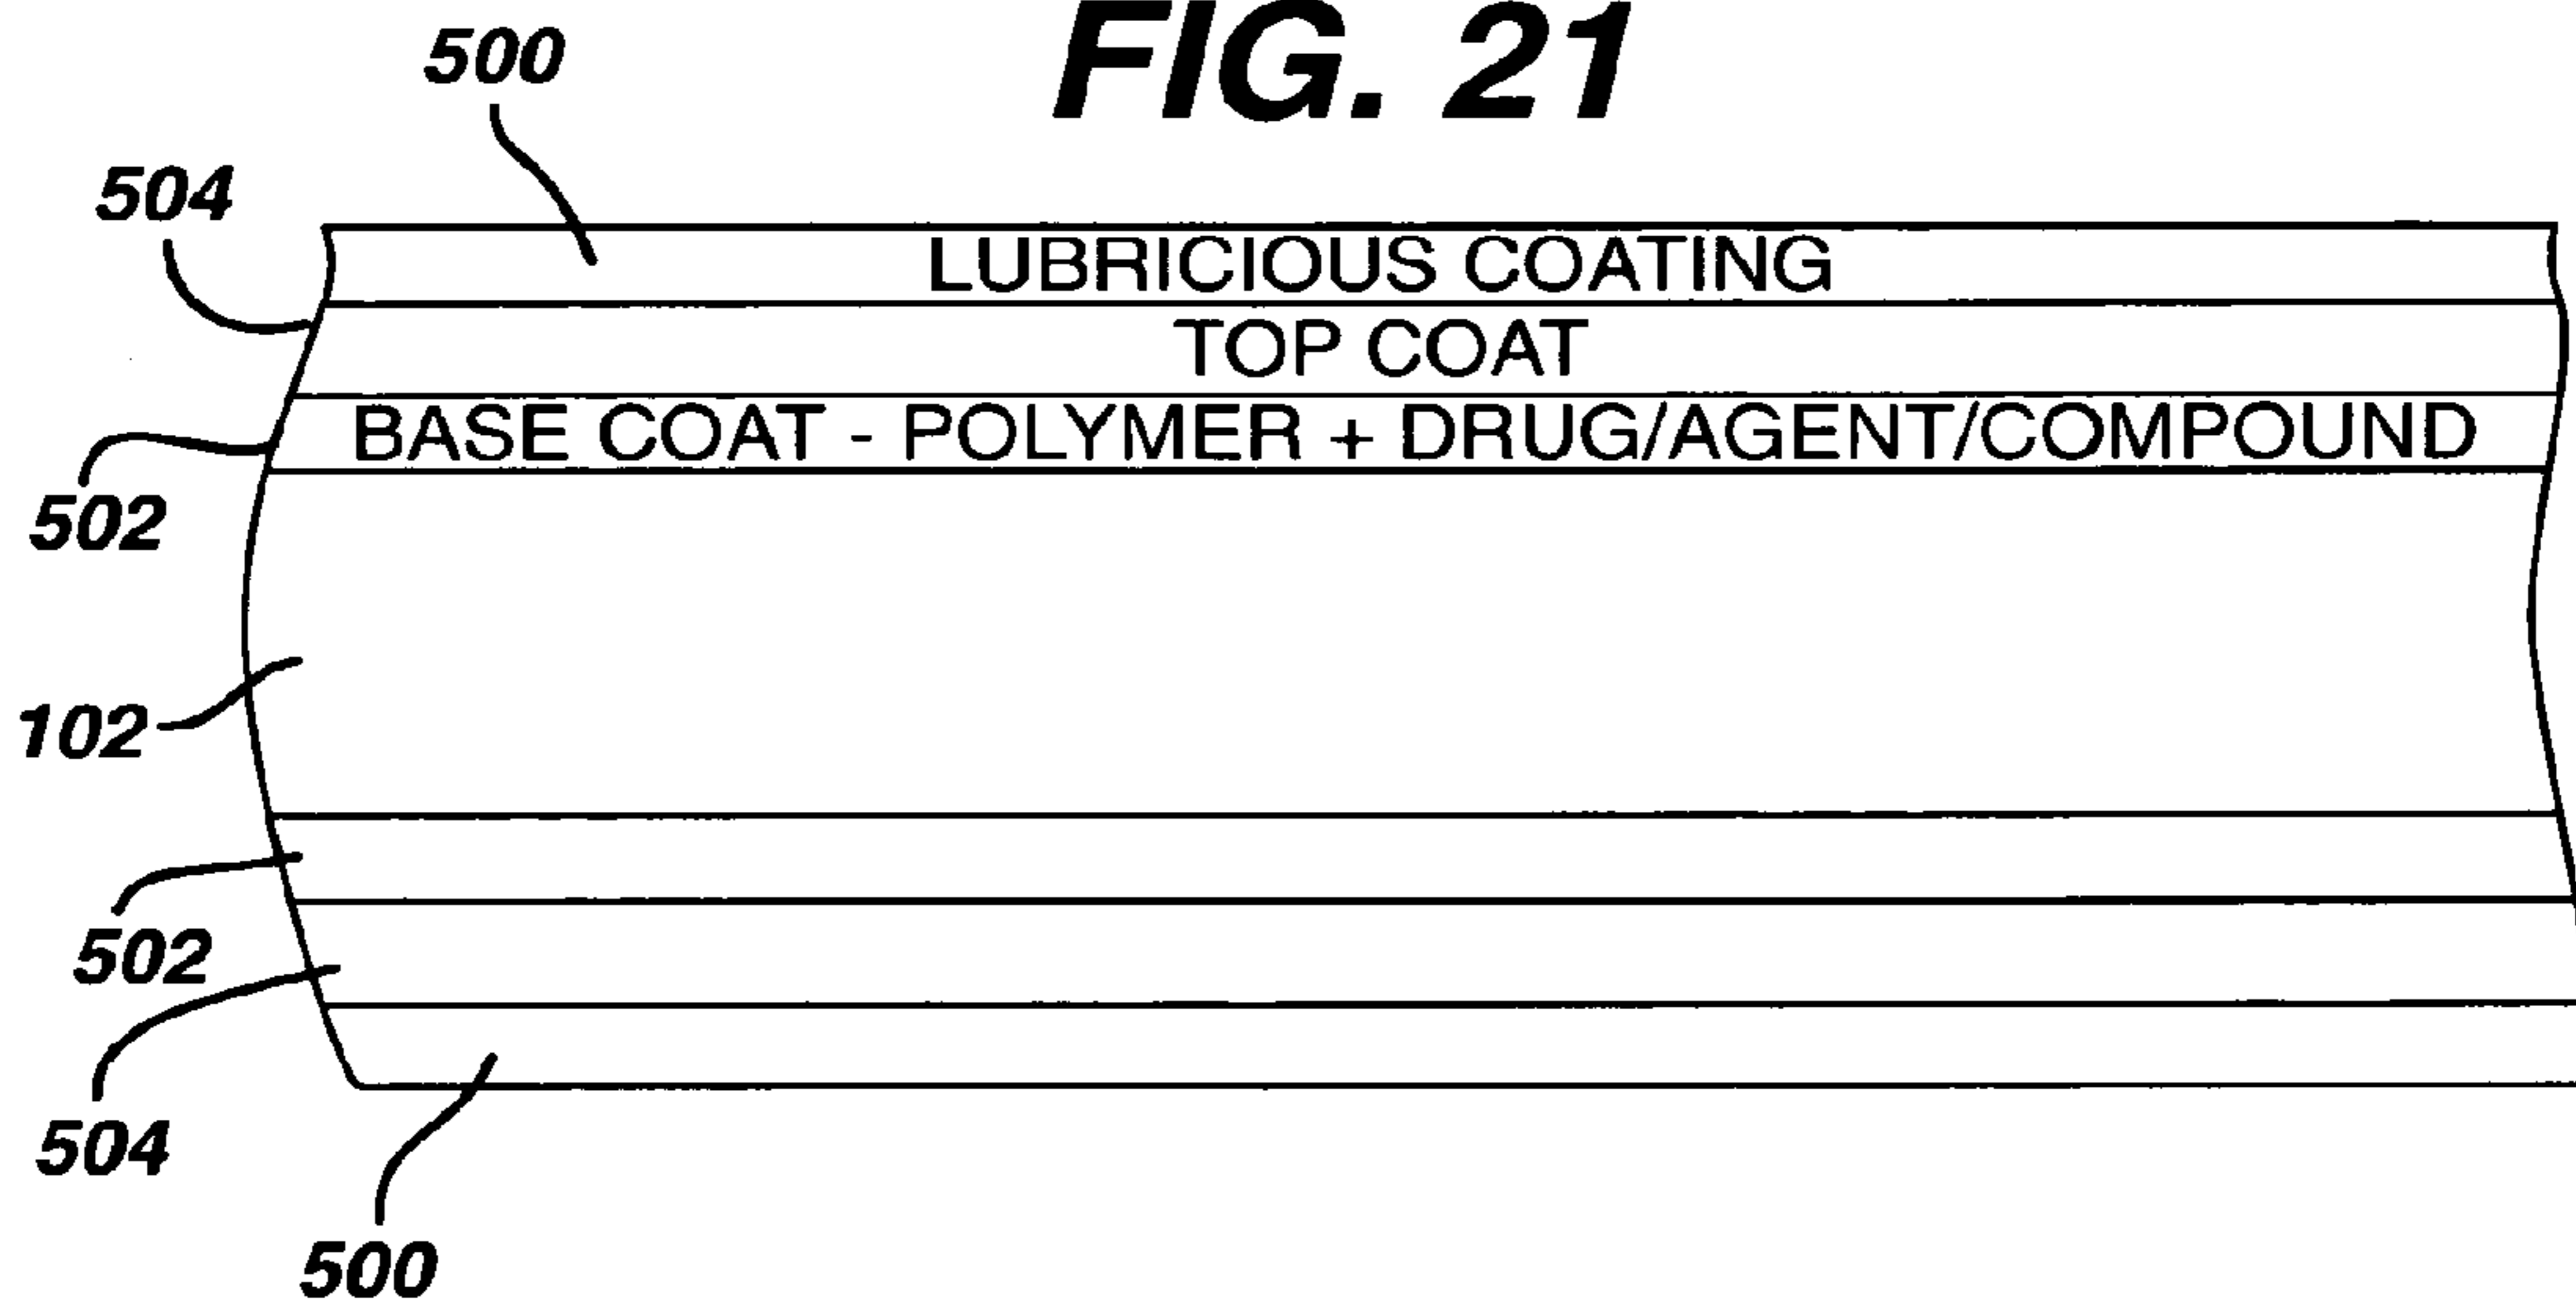 FIG. 21
500
504
LUBRICIOUS COATING
TOP COAT
BASE COAT - POLYMER + DRUG/AGENT/COMPOUND
502
102
502
504
500